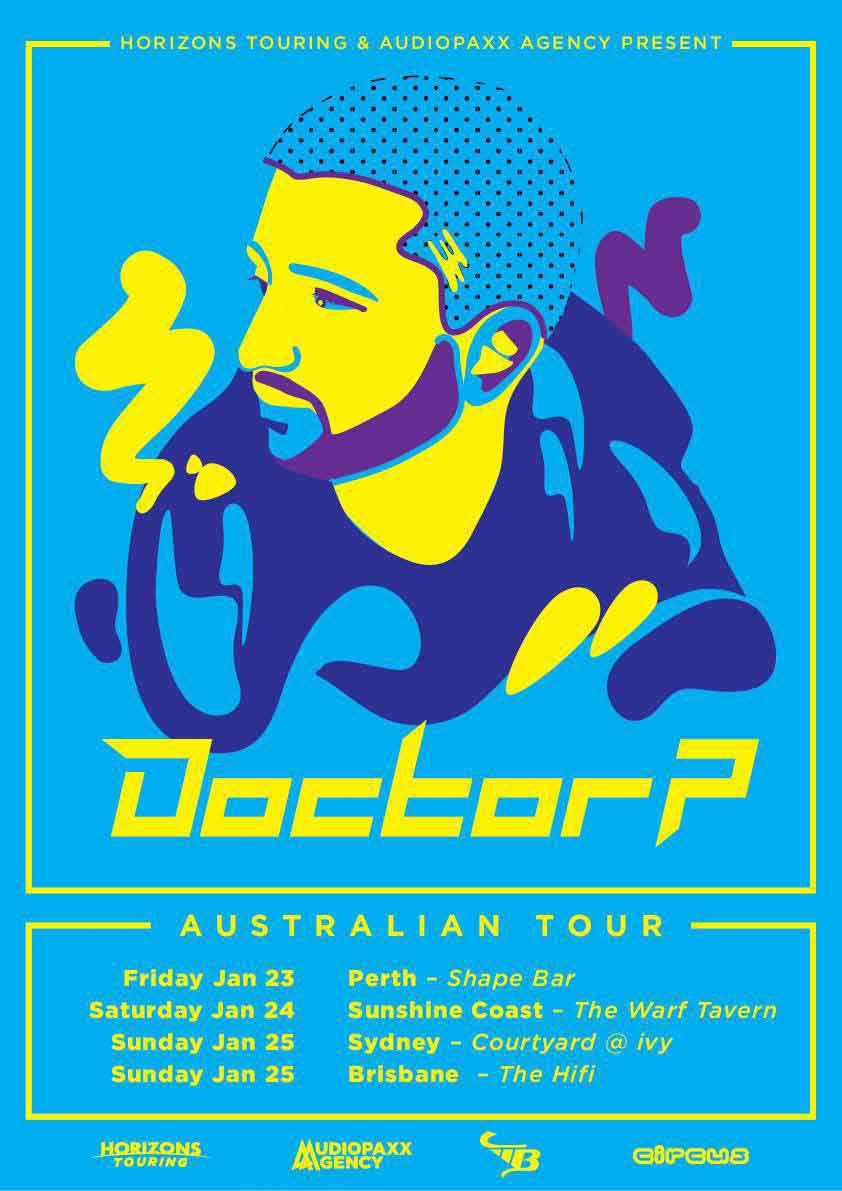 HORIZONS TOURING & AUDIOPAXX AGENCY PRESENT
Doctor P
AUSTRALIAN TOUR
Friday Jan 23 Perth – Shape Bar
Saturday Jan 24 Sunshine Coast – The Warf Tavern
Sunday Jan 25 Sydney – Courtyard @ ivy
Sunday Jan 25 Brisbane – The Hifi
HORIZONS
TOURING
AUDIOPAXX
AGENCY
CIRCUS